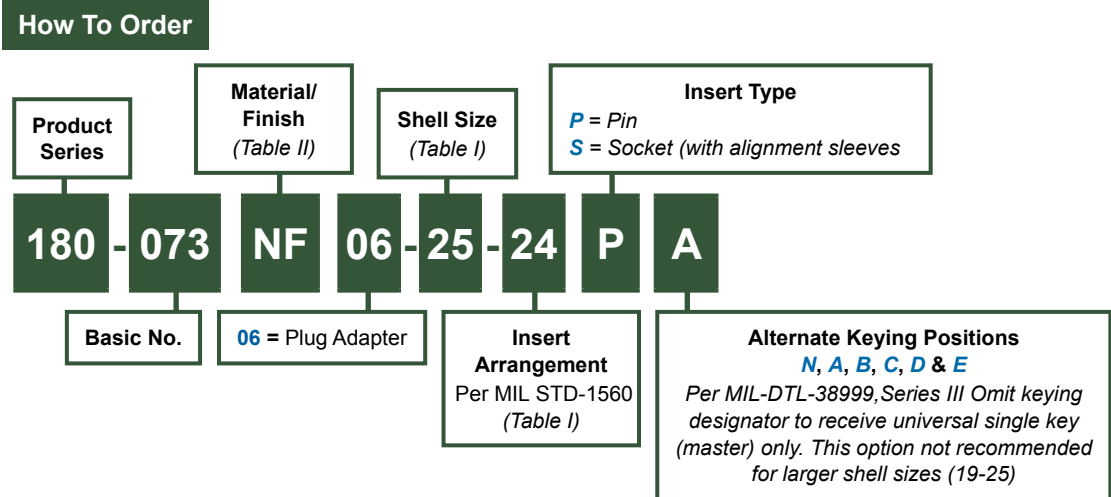 How To Order
Product
Series
Material/
Finish
(Table II)
Shell Size
(Table I)
Insert Type
P = Pin
S = Socket (with alignment sleeves
180 - 073 NF 06 - 25 - 24 P A
Basic No.
06 = Plug Adapter
Insert
Arrangement
Per MIL STD-1560
(Table I)
Alternate Keying Positions
N, A, B, C, D & E
Per MIL-DTL-38999,Series III Omit keying
designator to receive universal single key
(master) only. This option not recommended
for larger shell sizes (19-25)